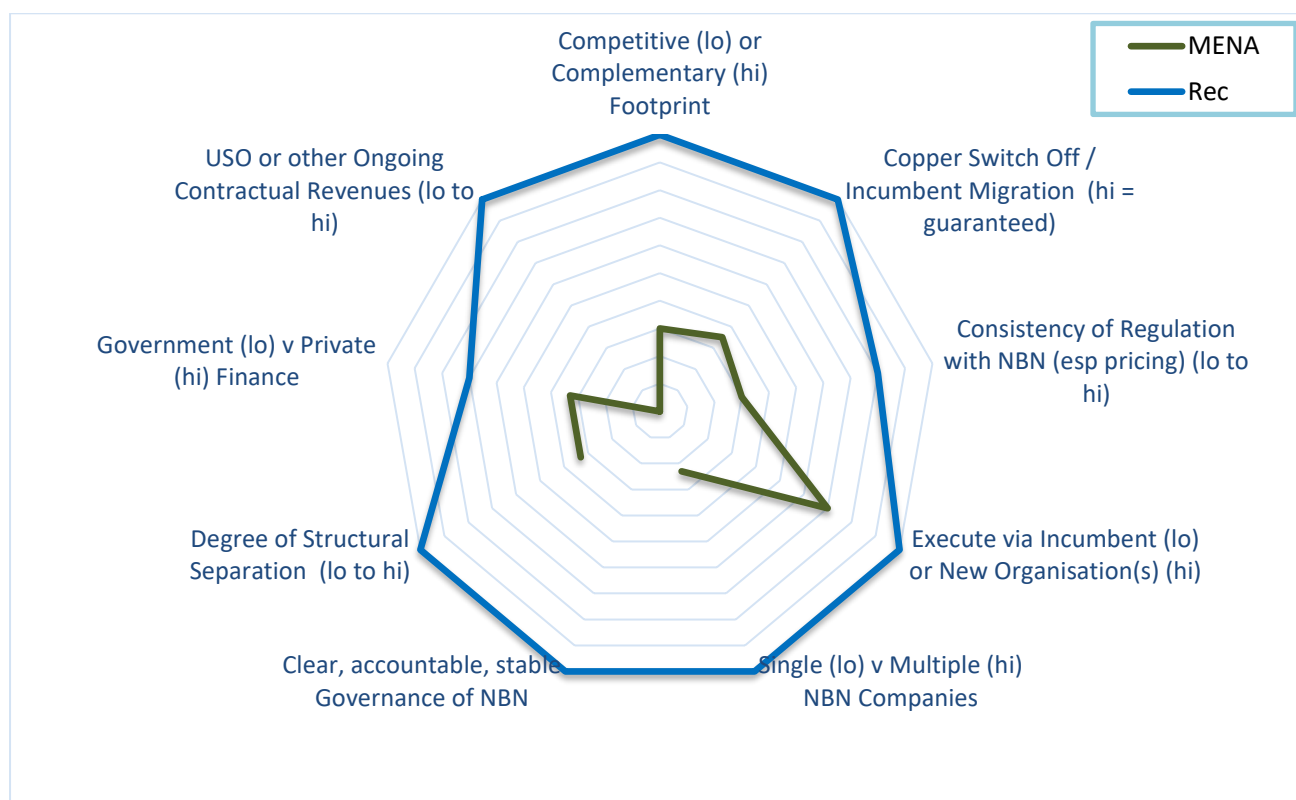 Competitive (lo) or
Complementary (hi)
Footprint
MENA
Rec
USO or other Ongoing
Contractual Revenues (lo to
hi)
Copper Switch Off /
Incumbent Migration (hi =
guaranteed)
Government (lo) v Private
(hi) Finance
Consistency of Regulation
with NBN (esp pricing) (lo to
hi)
Degree of Structural
Separation (lo to hi)
Execute via Incumbent (lo)
or New Organisation(s) (hi)
Clear, accountable, stable
Governance of NBN
Single (lo) v Multiple (hi)
NBN Companies